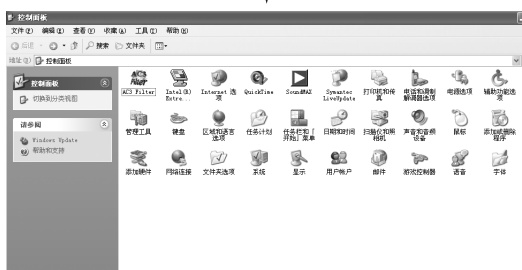 控制面板
文件(F) 编辑(E) 查看(V) 收藏(A) 工具(T) 帮助(H)
后退 搜索 文件夹
地址(D) 控制面板
控制面板
切换到分类视图
请参阅
Windows Update
帮助和支持
ACS Filter
Intel(R) Extre...
Internet 选项
QuickTime
SoundMAX
Symantec LiveUpdate
打印机和传真
电话和调制解调器选项
电源选项
辅助功能选项
管理工具
键盘
区域和语言选项
任务计划
任务栏和「开始」菜单
日期和时间
扫描仪和照相机
声音和音频设备
鼠标
添加或删除程序
添加硬件
网络连接
文件夹选项
系统
显示
用户帐户
邮件
游戏控制器
语音
字体